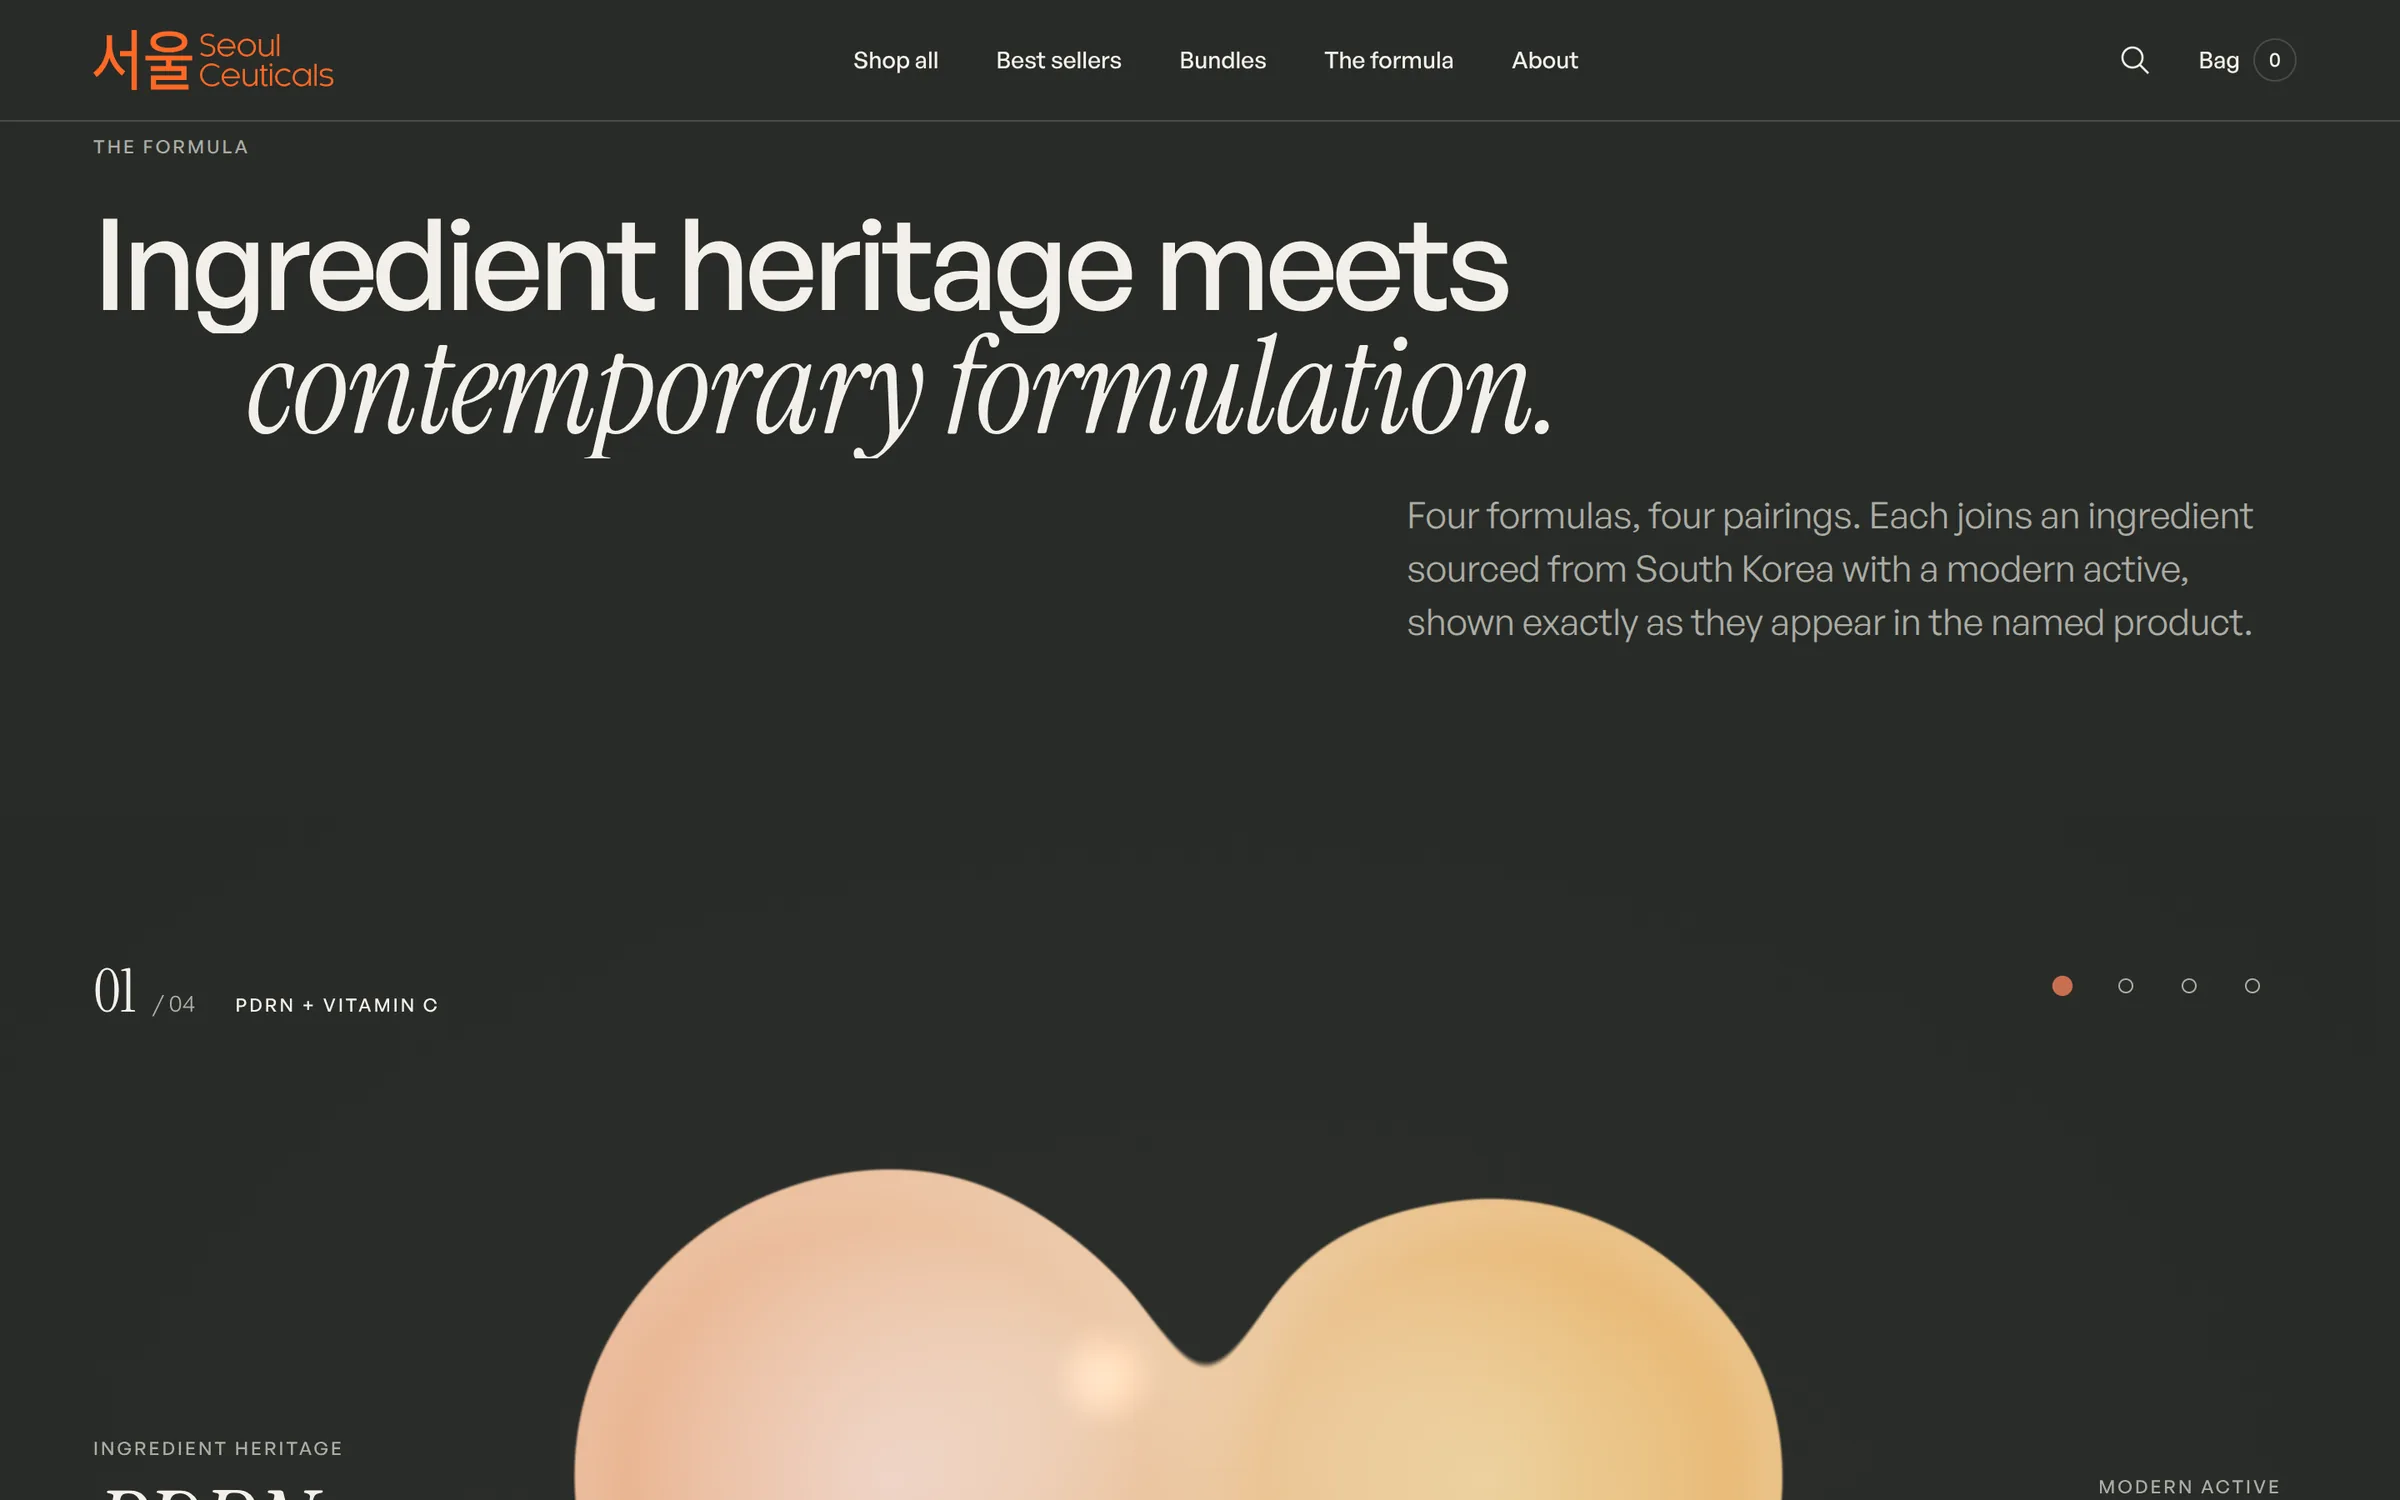 서울 Seoul
Ceuticals
Shop all
Best sellers
Bundles
The formula
About
Bag 0
THE FORMULA
Ingredient heritage meets
contemporary formulation.
Four formulas, four pairings. Each joins an ingredient
sourced from South Korea with a modern active,
shown exactly as they appear in the named product.
01 / 04 PDRN + VITAMIN C
INGREDIENT HERITAGE
PDRN
MODERN ACTIVE